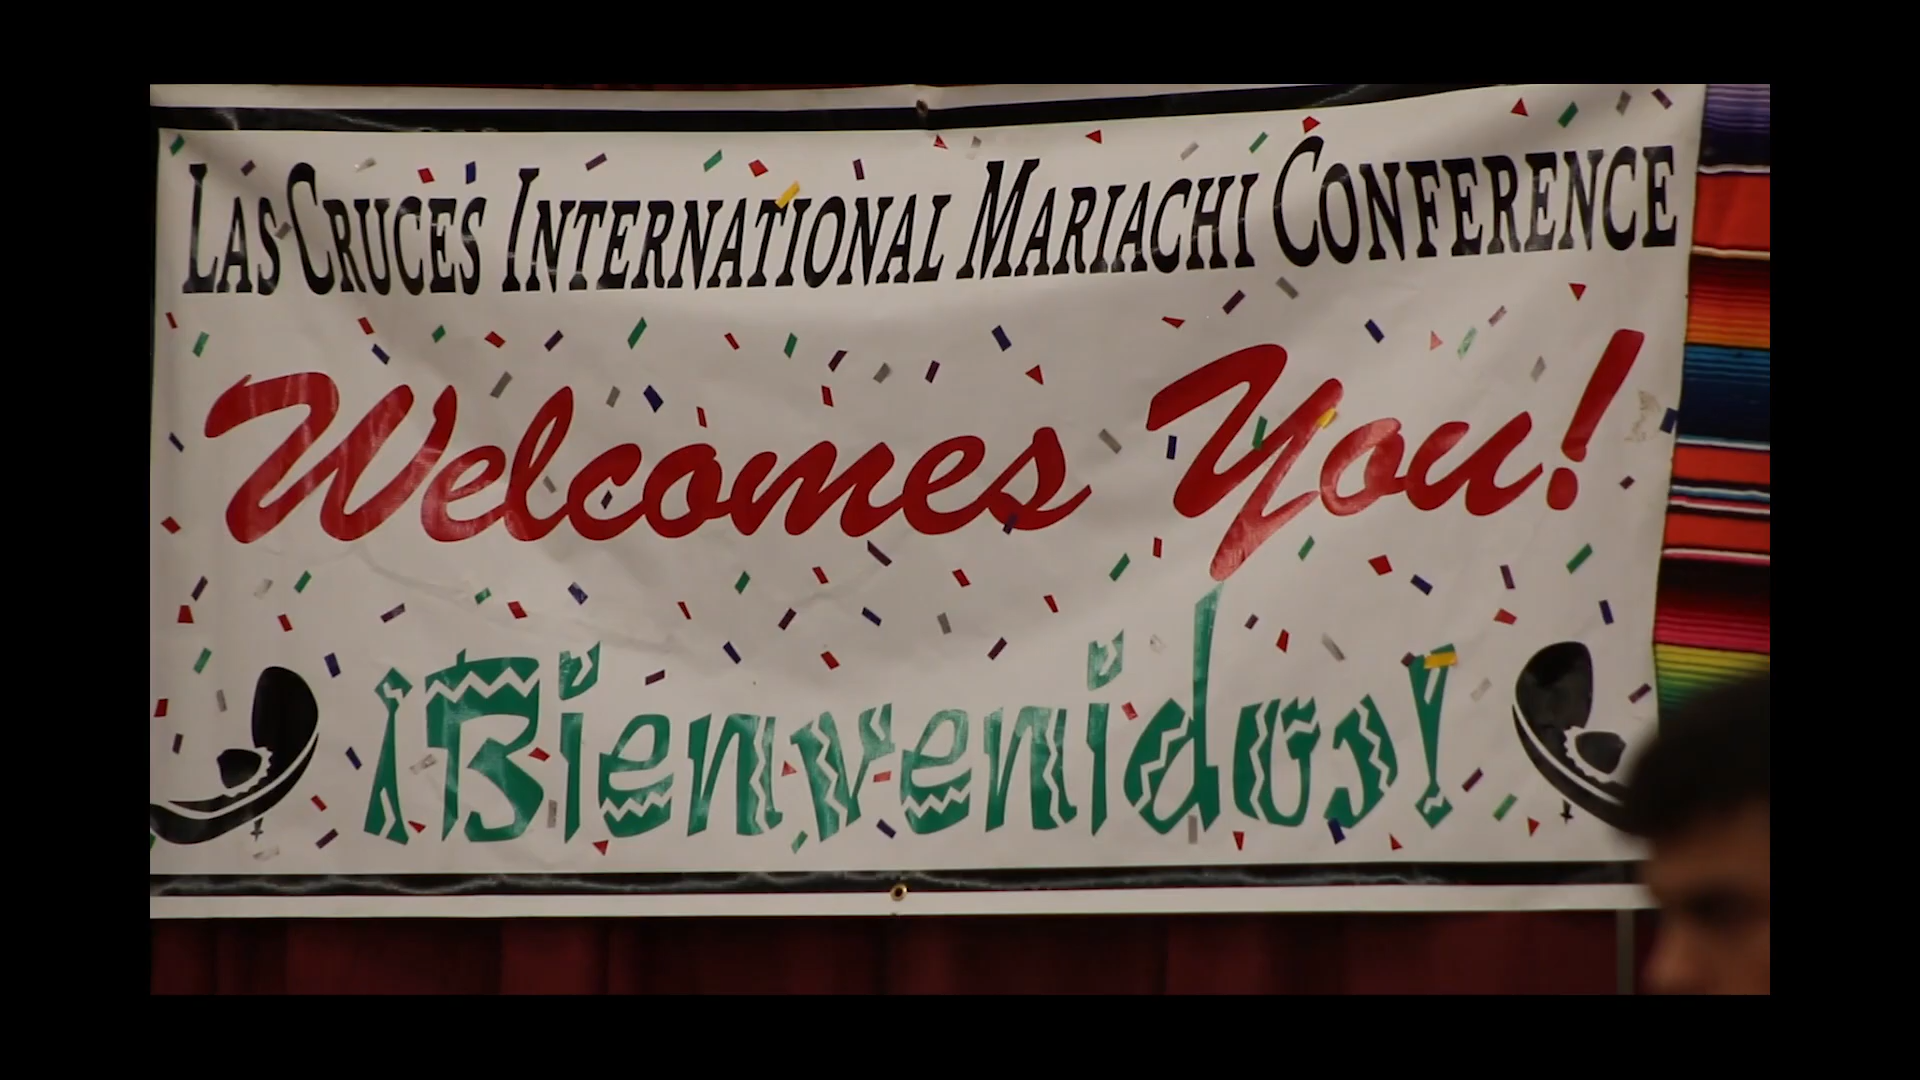 Las Cruces International Mariachi Conference
Welcomes You!
¡Bienvenidos!